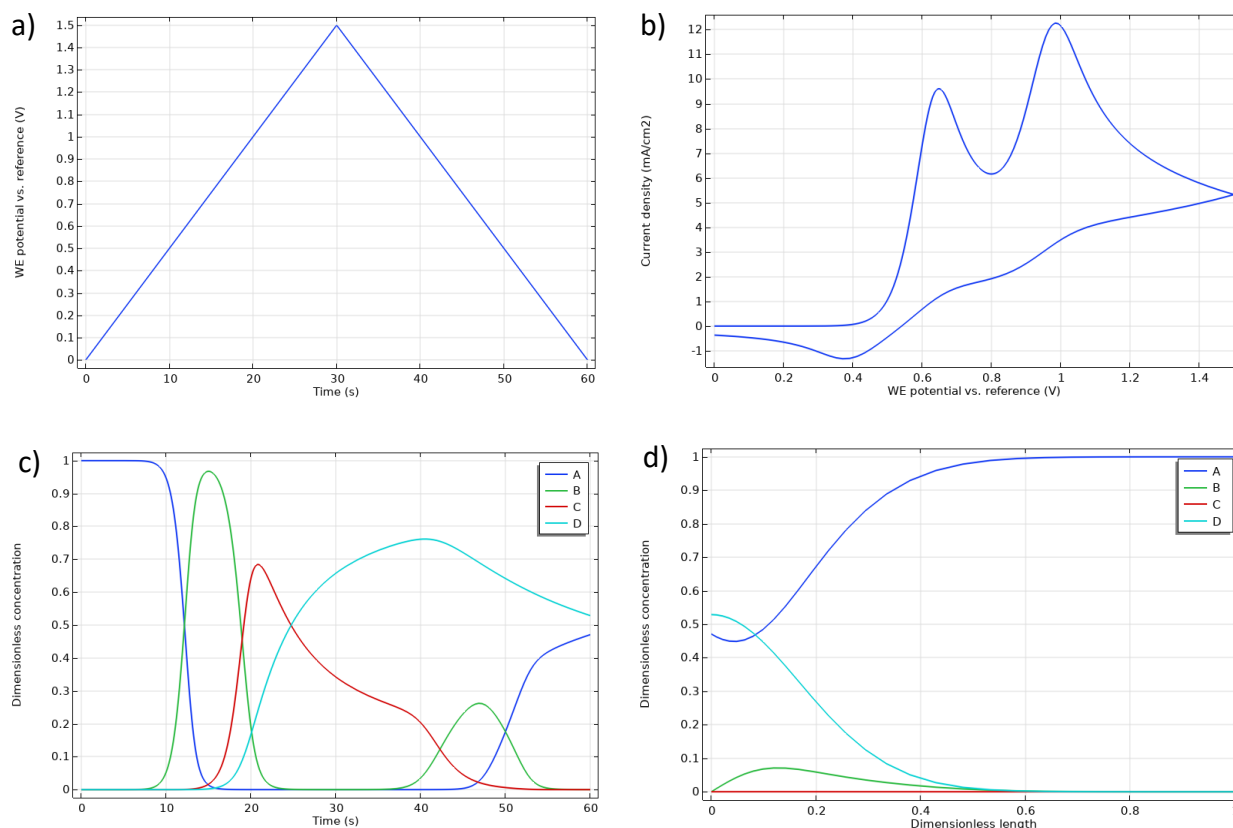 a)
WE potential vs. reference (V)
1.5
1.4
1.3
1.2
1.1
1
0.9
0.8
0.7
0.6
0.5
0.4
0.3
0.2
0.1
0
0 10 20 30 40 50 60
Time (s)
b)
Current density (mA/cm2)
12
11
10
9
8
7
6
5
4
3
2
1
0
-1
0 0.2 0.4 0.6 0.8 1 1.2 1.4
WE potential vs. reference (V)
c)
Dimensionless concentration
1
0.9
0.8
0.7
0.6
0.5
0.4
0.3
0.2
0.1
0
A
B
C
D
0 10 20 30 40 50 60
Time (s)
d)
Dimensionless concentration
1
0.9
0.8
0.7
0.6
0.5
0.4
0.3
0.2
0.1
0
A
B
C
D
0 0.2 0.4 0.6 0.8
Dimensionless length